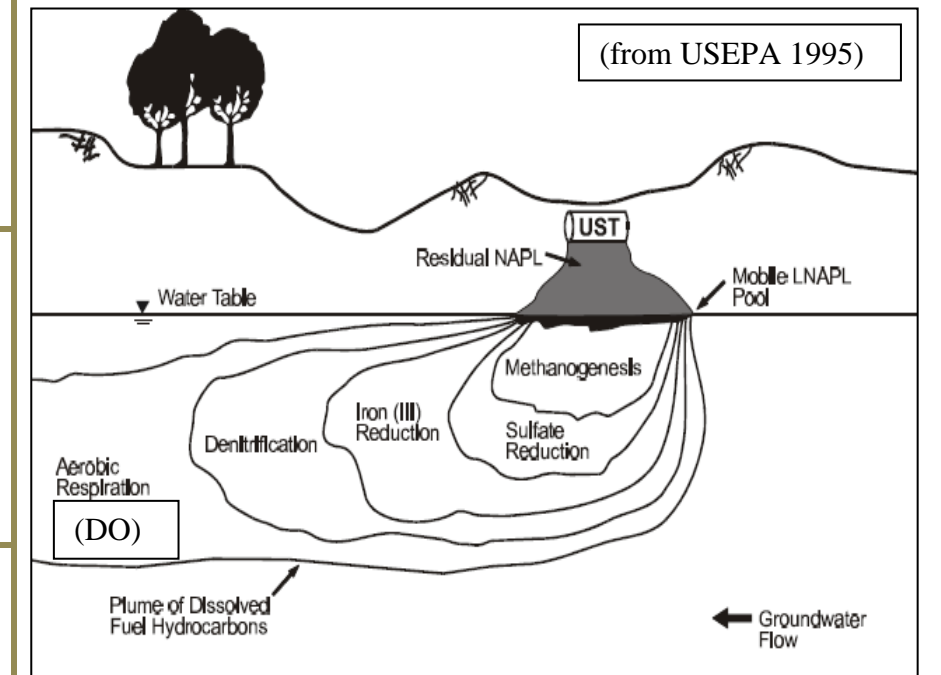 (from USEPA 1995)
UST
Residual NAPL
Mobile LNAPL
Pool
Water Table
Methanogenesis
Iron (III)
Reduction
Sulfate
Reduction
Denitrification
Aerobic
Respiration
(DO)
Plume of Dissolved
Fuel Hydrocarbons
Groundwater
Flow